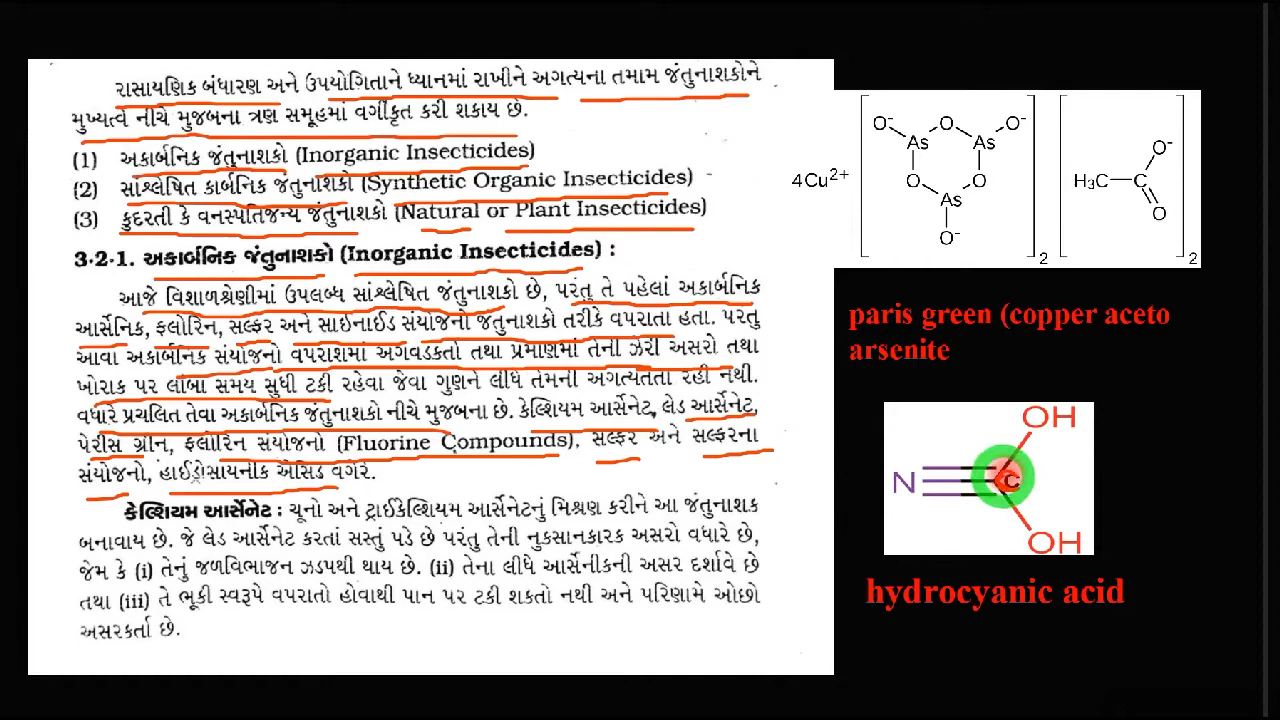 રાસાયણિક બંધારણ અને ઉપયોગિતાને ધ્યાનમાં રાખીને અગત્યના તમામ જંતુનાશકોને
મુખ્યત્વે નીચે મુજબના ત્રણ સમૂહમાં વર્ગીકૃત કરી શકાય છે.
(1) અકાર્બનિક જંતુનાશકો (Inorganic Insecticides)
(2) સાંશ્લેષિત કાર્બનિક જંતુનાશકો (Synthetic Organic Insecticides)
(3) કુદરતી કે વનસ્પતિજન્ય જંતુનાશકો (Natural or Plant Insecticides)
3·2·1. અકાર્બનિક જંતુનાશકો (Inorganic Insecticides) :
આજે વિશાળશ્રેણીમાં ઉપલબ્ધ સાંશ્લેષિત જંતુનાશકો છે, પરંતુ તે પહેલાં અકાર્બનિક
આર્સેનિક, ફલોરિન, સલ્ફર અને સાઇનાઈડ સંયોજનો જંતુનાશકો તરીકે વપરાતા હતા. પરંતુ
આવા અકાર્બનિક સંયોજનો વપરાશમાં અગવડકર્તા તથા પ્રમાણમાં તેની ઝેરી અસરો તથા
ખોરાક પર લાંબા સમય સુધી ટકી રહેવા જેવા ગુણને લીધે તેમની અગત્યતતા રહી નથી.
વધારે પ્રચલિત તેવા અકાર્બનિક જંતુનાશકો નીચે મુજબના છે. કેલ્શિયમ આર્સેનેટ, લેડ આર્સેનેટ,
પેરીસ ગ્રીન, ફલોરિન સંયોજનો (Fluorine Compounds), સલ્ફર અને સલ્ફરના
સંયોજનો, હાઈડ્રોસાયનીક એસિડ વગેરે.
કેલ્શિયમ આર્સેનેટ : ચૂનો અને ટ્રાઈકેલ્શિયમ આર્સેનેટનું મિશ્રણ કરીને આ જંતુનાશક
બનાવાય છે. જે લેડ આર્સેનેટ કરતાં સસ્તું પડે છે પરંતુ તેની નુકસાનકારક અસરો વધારે છે,
જેમ કે (i) તેનું જળવિભાજન ઝડપથી થાય છે. (ii) તેના લીધે આર્સેનીકની અસર દર્શાવે છે
તથા (iii) તે ભૂકી સ્વરૂપે વપરાતો હોવાથી પાન પર ટકી શકતો નથી અને પરિણામે ઓછો
અસરકર્તા છે.
O⁻ O O⁻
As As
4Cu²⁺ O O
As
O⁻
2
O⁻
H₃C C
O
2
paris green (copper aceto
arsenite
OH
N C
OH
hydrocyanic acid